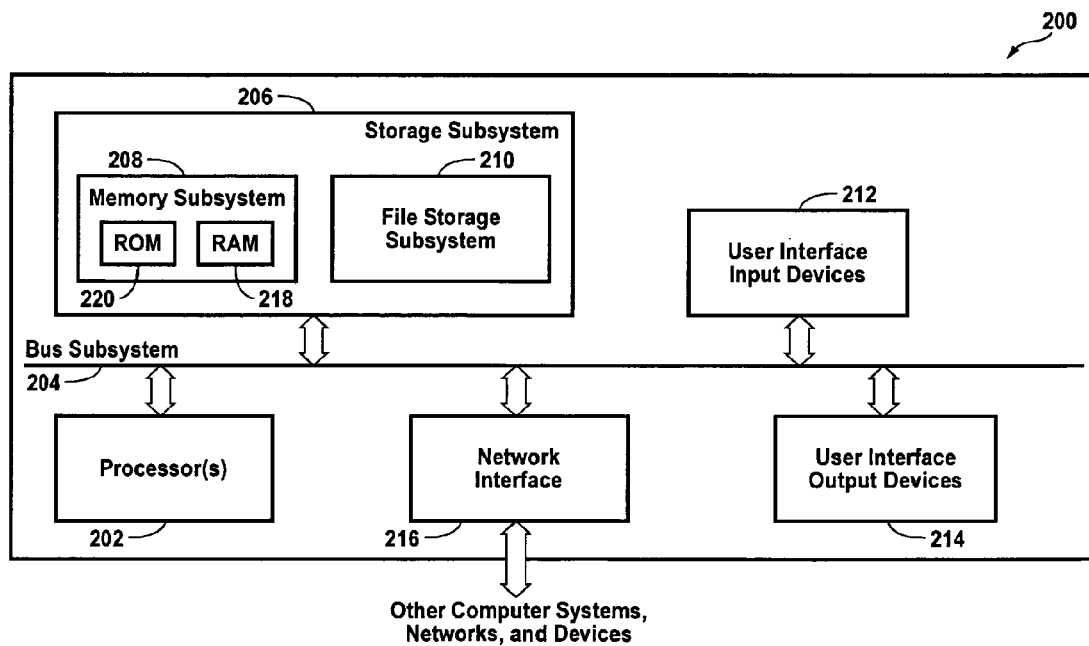 200
206
Storage Subsystem
208
Memory Subsystem
ROM
RAM
220
218
210
File Storage
Subsystem
212
User Interface
Input Devices
Bus Subsystem
204
Processor(s)
202
Network
Interface
216
User Interface
Output Devices
214
Other Computer Systems,
Networks, and Devices